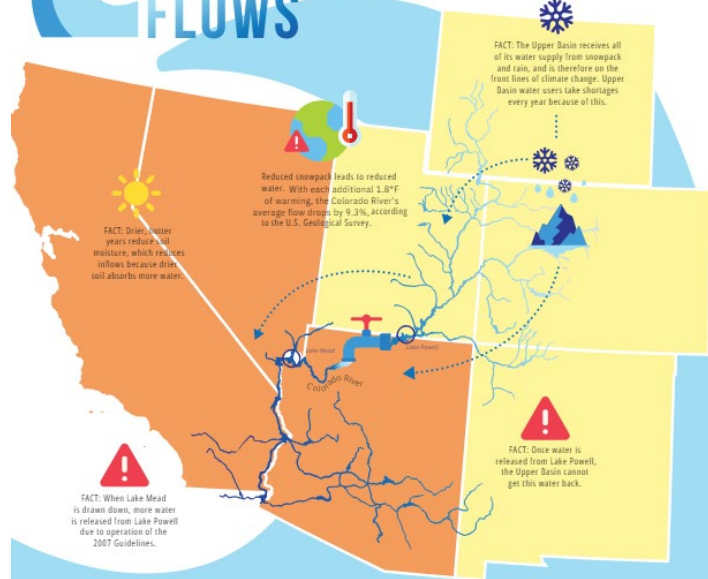 FLOWS
FACT: The Upper Basin receives all
of its water supply from snowpack
and rain, and is therefore on the
front lines of climate change. Upper
Basin water users take shortages
every year because of this.
Reduced snowpack leads to reduced
water. With each additional 1.8°F
of warming, the Colorado River's
average flow drops by 9.3%, according
to the U.S. Geological Survey.
FACT: Drier, hotter
years reduce soil
moisture, which reduces
inflows because drier
soil absorbs more water.
Lake Mead
Lake Powell
Colorado River
FACT: Once water is
released from Lake Powell,
the Upper Basin cannot
get this water back.
FACT: When Lake Mead
is drawn down, more water
is released from Lake Powell
due to operation of the
2007 Guidelines.